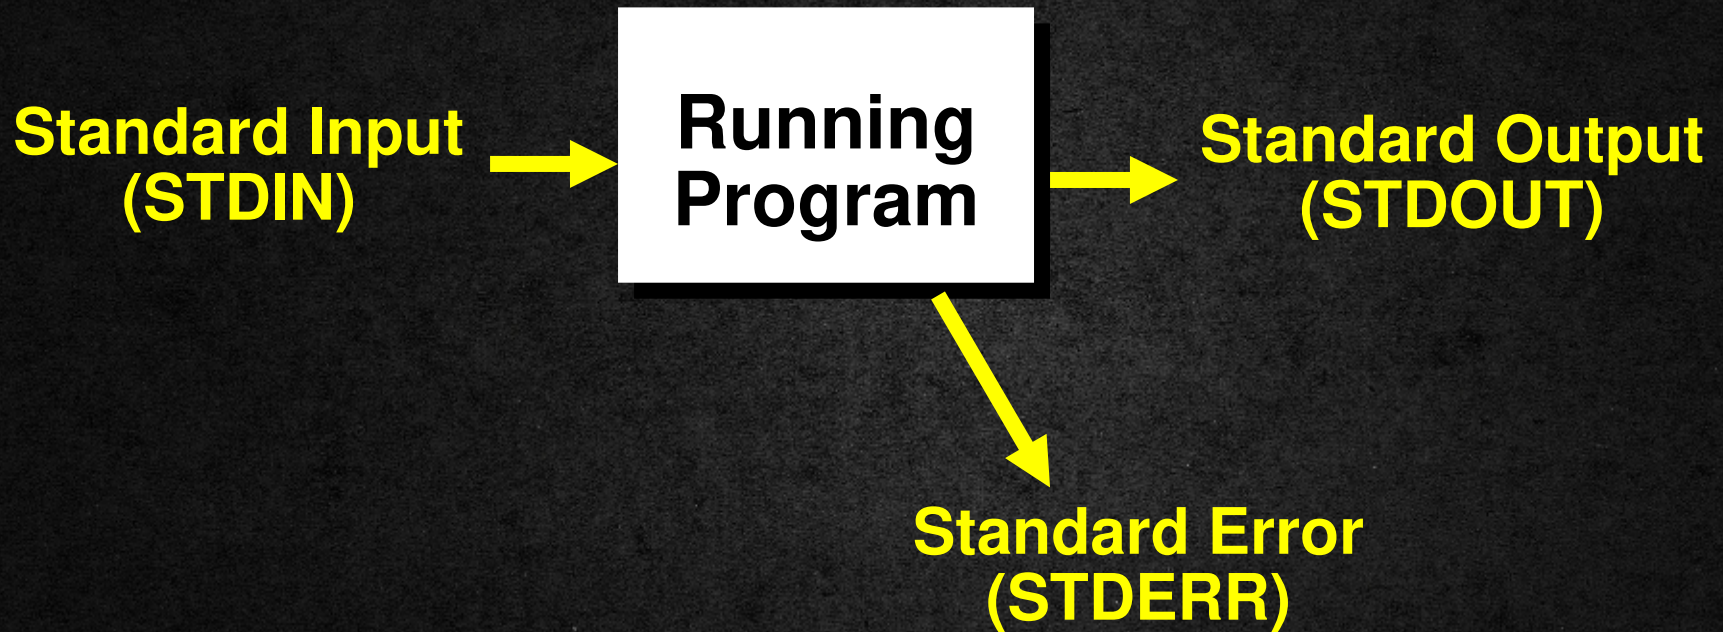 Standard Input
(STDIN)
Running
Program
Standard Output
(STDOUT)
Standard Error
(STDERR)